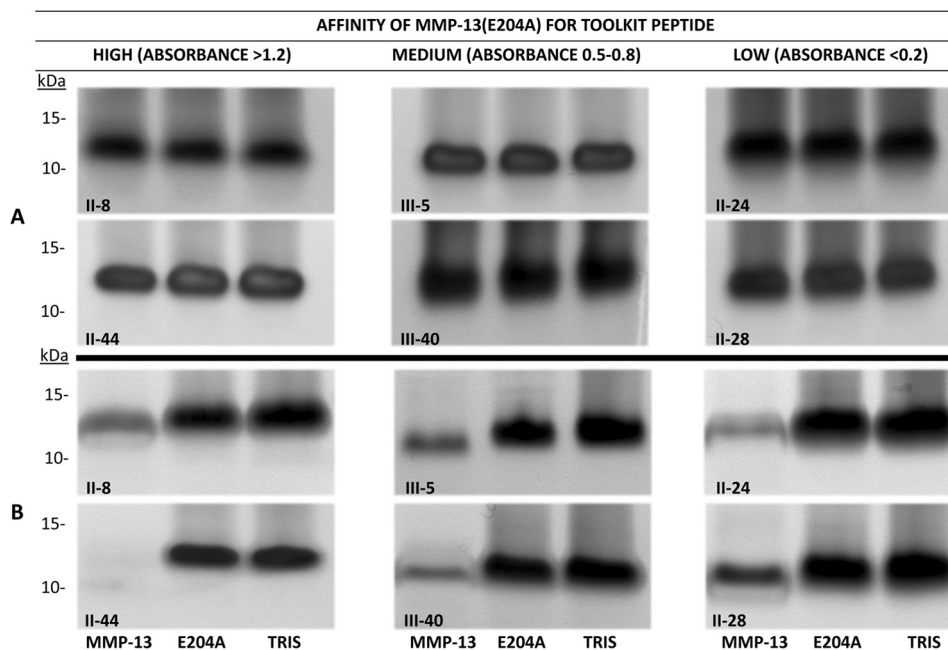 AFFINITY OF MMP-13(E204A) FOR TOOLKIT PEPTIDE
HIGH (ABSORBANCE >1.2) MEDIUM (ABSORBANCE 0.5-0.8) LOW (ABSORBANCE <0.2)
kDa
15-
10-
II-8 III-5 II-24
A
15-
10-
II-44 III-40 II-28
kDa
15-
10-
II-8 III-5 II-24
B
15-
10-
II-44 III-40 II-28
MMP-13 E204A TRIS MMP-13 E204A TRIS MMP-13 E204A TRIS